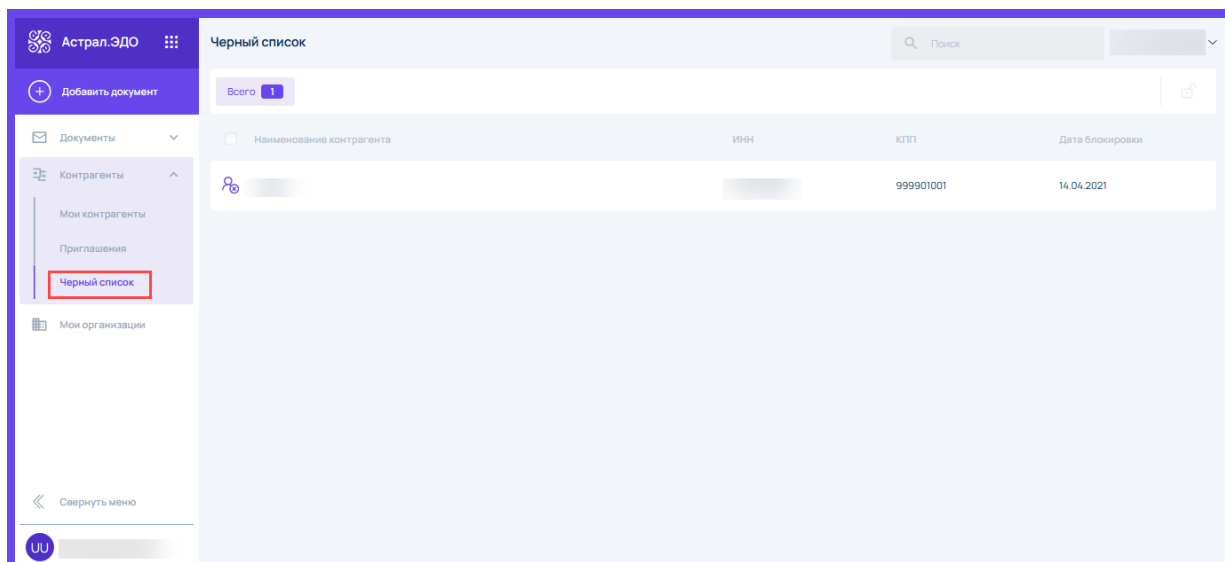 Астрал.ЭДО
Добавить документ
Документы
Контрагенты
Мои контрагенты
Приглашения
Черный список
Мои организации
Свернуть меню
UU
Черный список
Поиск
Всего 1
Наименование контрагента ИНН КПП Дата блокировки
999901001 14.04.2021